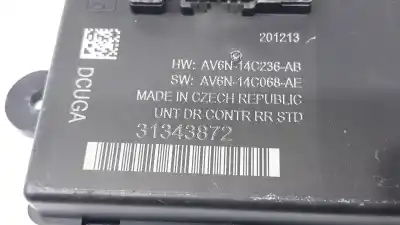 201213
HW: AV6N-14C236-AB
SW: AV6N-14C068-AE
MADE IN CZECH REPUBLIC
UNT DR CONTR RR STD
31343872
DCUGA